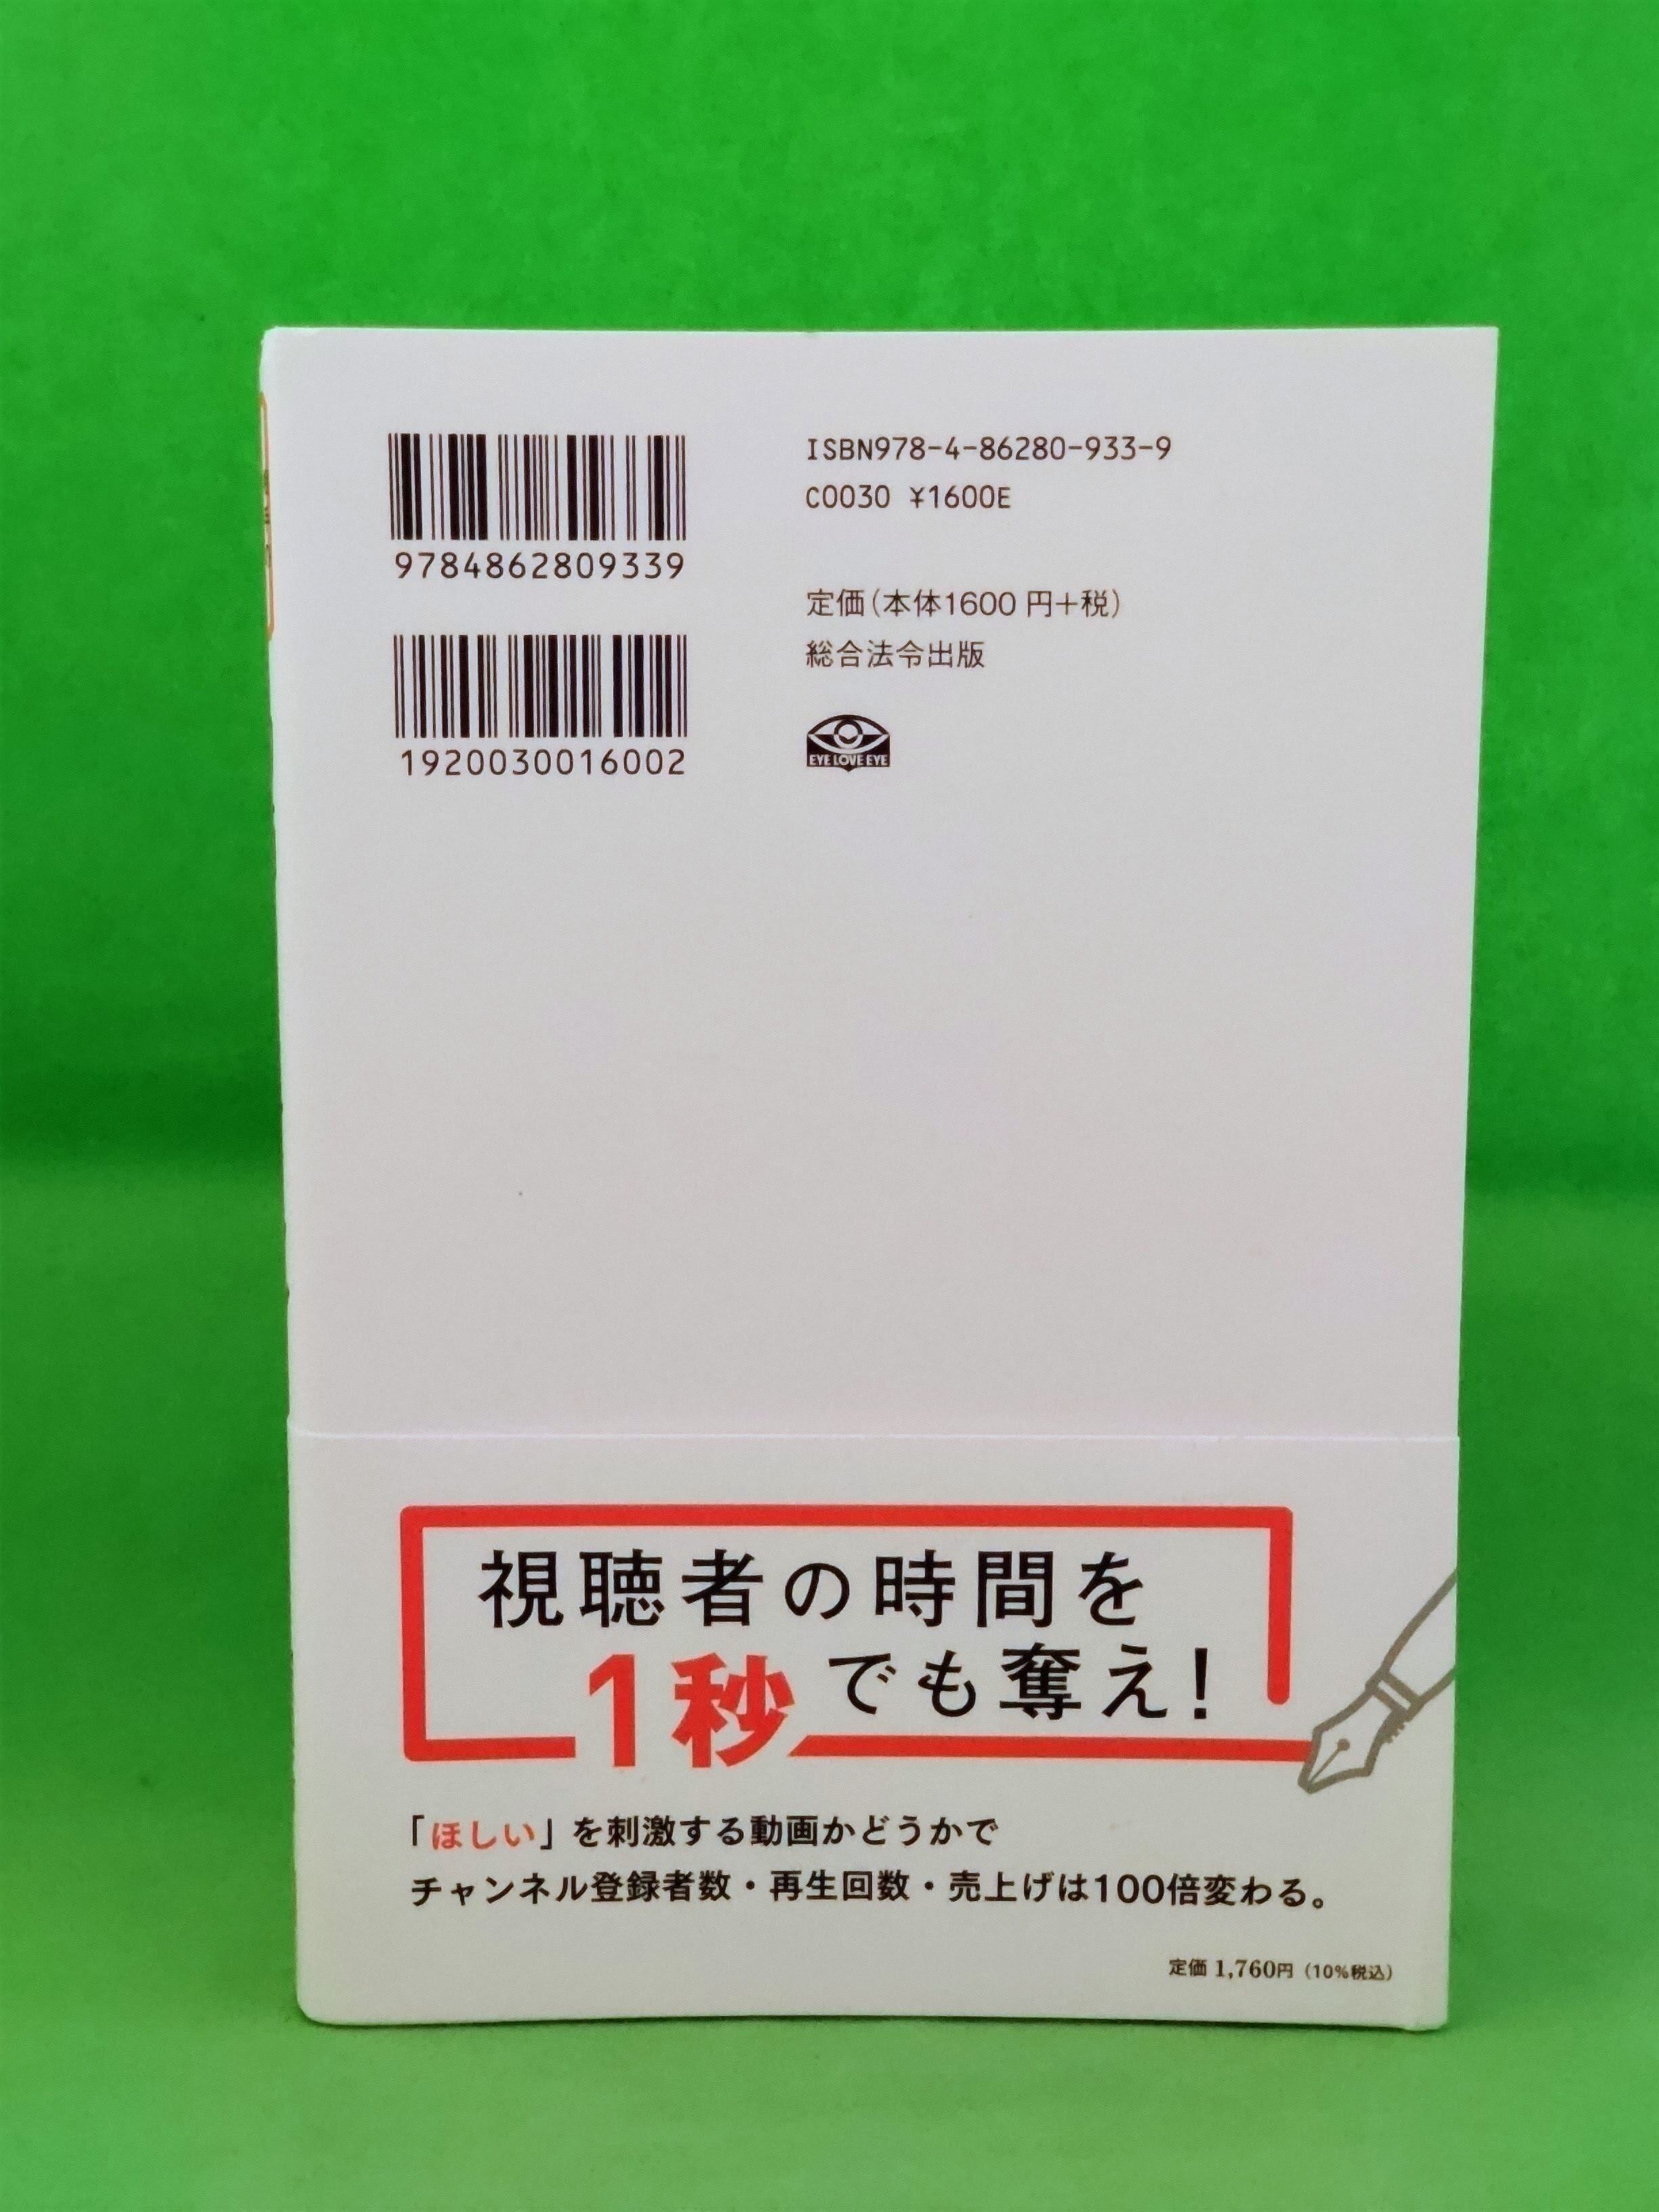 ISBN978-4-86280-933-9
C0030 ¥1600E
9784862809339
定価(本体1600円+税)
総合法令出版
1920030016002
EYE LOVE EYE
視聴者の時間を
1秒でも奪え!
「ほしい」を刺激する動画かどうかで
チャンネル登録者数・再生回数・売上げは100倍変わる。
定価 1,760円(10%税込)